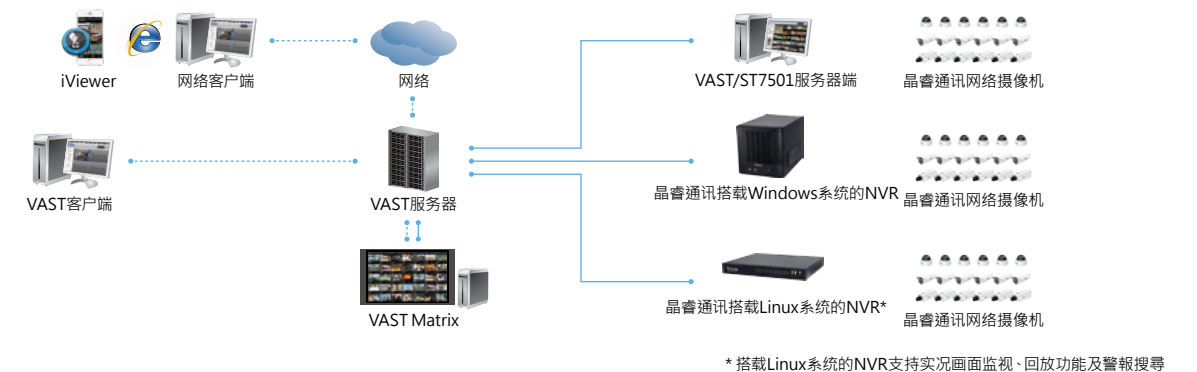 iViewer
网络客户端
网络
VAST/ST7501服务器端
晶睿通讯网络摄像机
VAST客户端
VAST服务器
晶睿通讯搭载Windows系统的NVR
晶睿通讯网络摄像机
VAST Matrix
晶睿通讯搭载Linux系统的NVR*
晶睿通讯网络摄像机
* 搭载Linux系统的NVR支持实况画面监视、回放功能及警報搜尋